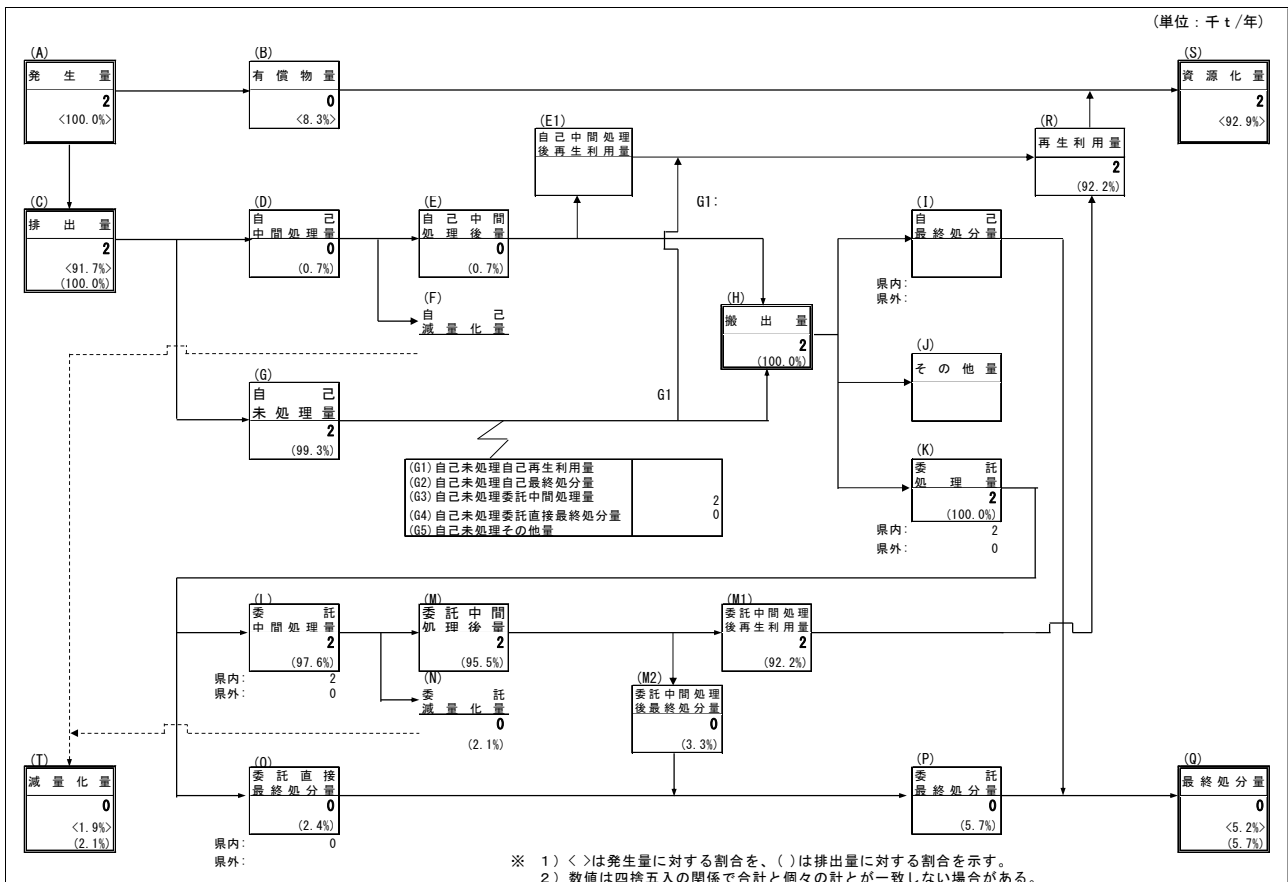 (単位：千ｔ/年)
(A)
発生量
2
<100.0%>
(B)
有償物量
0
<8.3%>
(S)
資源化量
2
<92.9%>
(E1)
自己中間処理
後再生利用量
(R)
再生利用量
2
(92.2%)
G1:
(C)
排出量
2
<91.7%>
(100.0%)
(D)
自己
中間処理量
0
(0.7%)
(E)
自己中間
処理後量
0
(0.7%)
(I)
自己
最終処分量
県内:
県外:
(F)
自己
減量化量
(H)
搬出量
2
(100.0%)
(J)
その他量
(G)
自己
未処理量
2
(99.3%)
G1
(G1)自己未処理自己再生利用量
(G2)自己未処理自己最終処分量
(G3)自己未処理委託中間処理量 2
(G4)自己未処理委託直接最終処分量 0
(G5)自己未処理その他量
(K)
委託
処理量
2
(100.0%)
県内: 2
県外: 0
(L)
委託
中間処理量
2
(97.6%)
県内: 2
県外: 0
(M)
委託中間
処理後量
2
(95.5%)
(M1)
委託中間処理
後再生利用量
2
(92.2%)
(N)
委託
減量化量
0
(2.1%)
(M2)
委託中間処理
後最終処分量
0
(3.3%)
(T)
減量化量
0
<1.9%>
(2.1%)
(O)
委託直接
最終処分量
0
(2.4%)
県内: 0
県外:
(P)
委託
最終処分量
0
(5.7%)
(Q)
最終処分量
0
<5.2%>
(5.7%)
※ 1）< >は発生量に対する割合を、( )は排出量に対する割合を示す。
2）数値は四捨五入の関係で合計と個々の計とが一致しない場合がある。